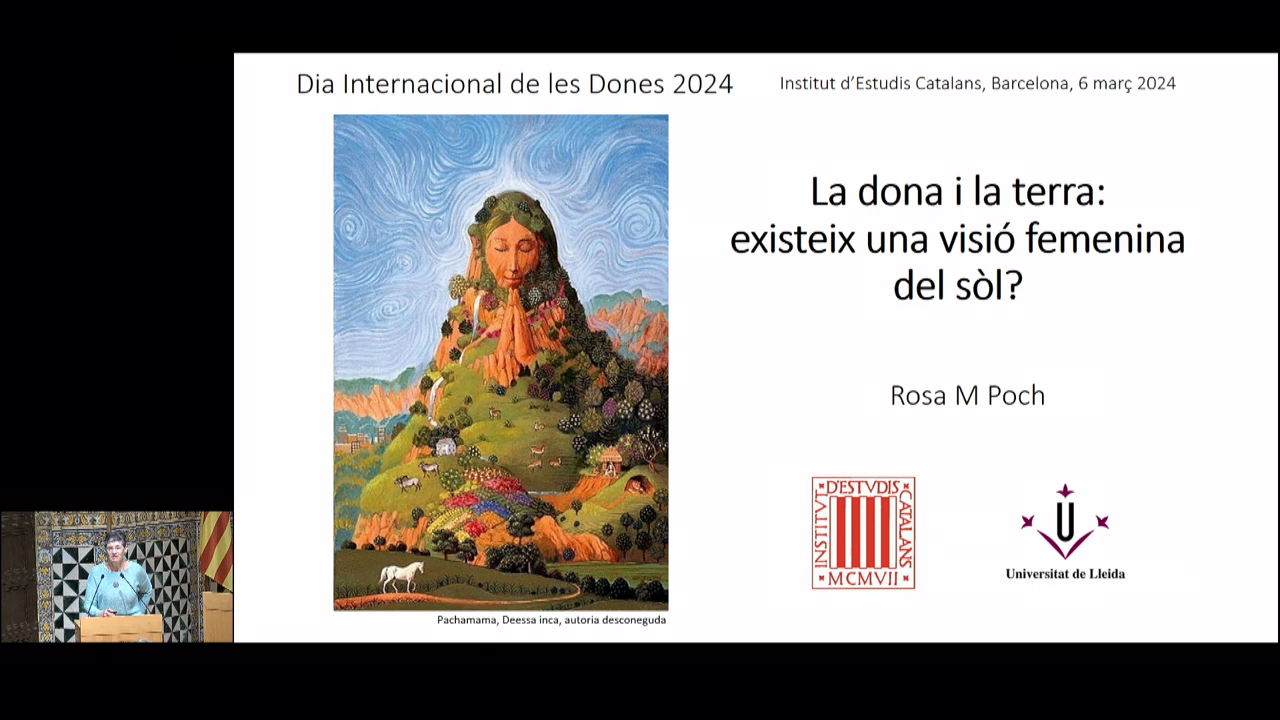 Dia Internacional de les Dones 2024
Institut d'Estudis Catalans, Barcelona, 6 març 2024
La dona i la terra:
existeix una visió femenina
del sòl?
Rosa M Poch
INSTITVT
D'ESTVDIS
CATALANS
MCMVII
U
Universitat de Lleida
Pachamama, Deessa inca, autoria desconeguda